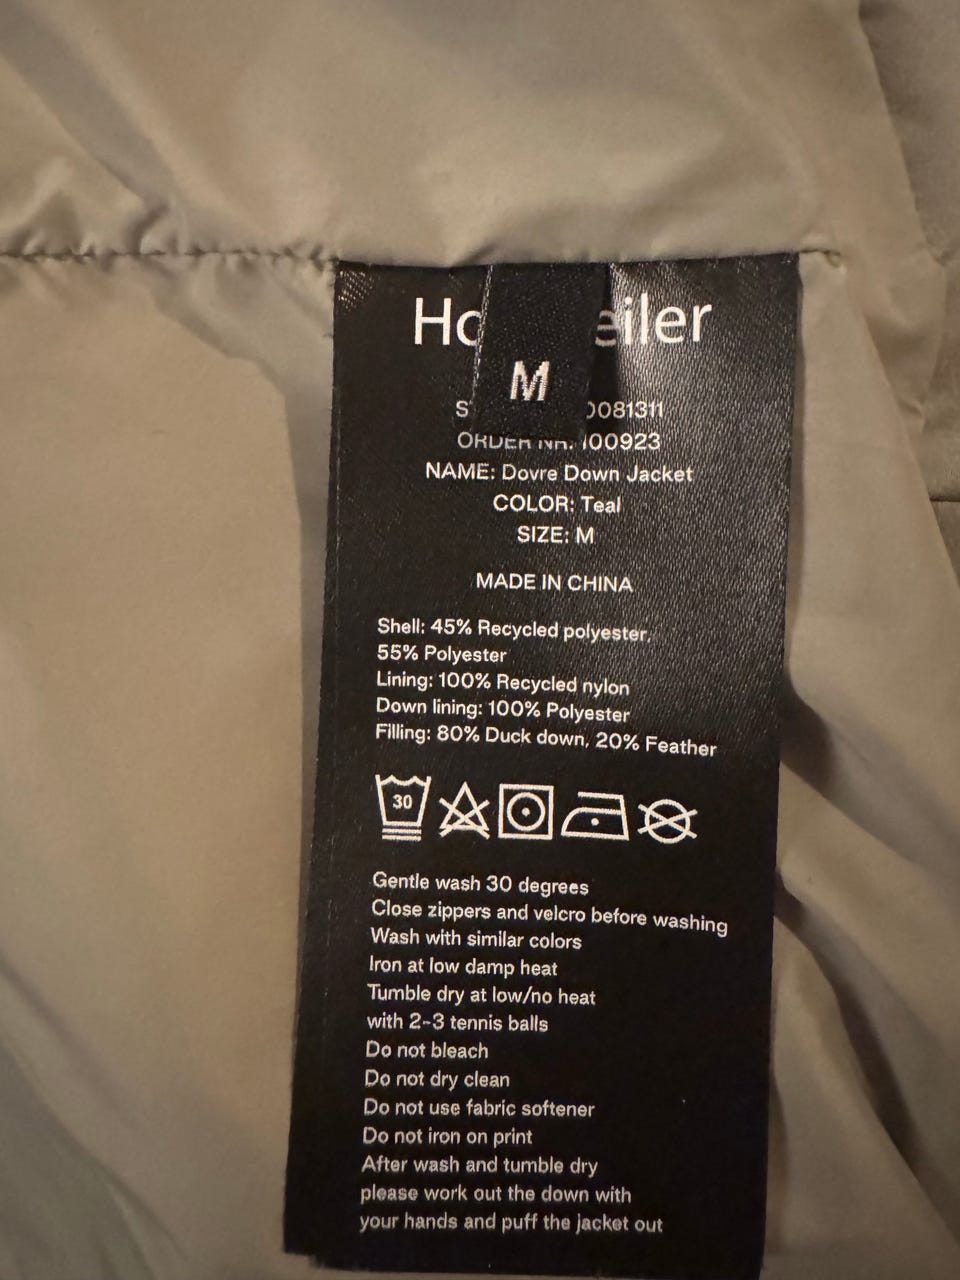 M
0081311
100923
NAME: Dovre Down Jacket
COLOR: Teal
SIZE: M
MADE IN CHINA
Shell: 45% Recycled polyester,
55% Polyester
Lining: 100% Recycled nylon
Down lining: 100% Polyester
Filling: 80% Duck down, 20% Feather
30
Gentle wash 30 degrees
Close zippers and velcro before washing
Wash with similar colors
Iron at low damp heat
Tumble dry at low/no heat
with 2-3 tennis balls
Do not bleach
Do not dry clean
Do not use fabric softener
Do not iron on print
After wash and tumble dry
please work out the down with
your hands and puff the jacket out